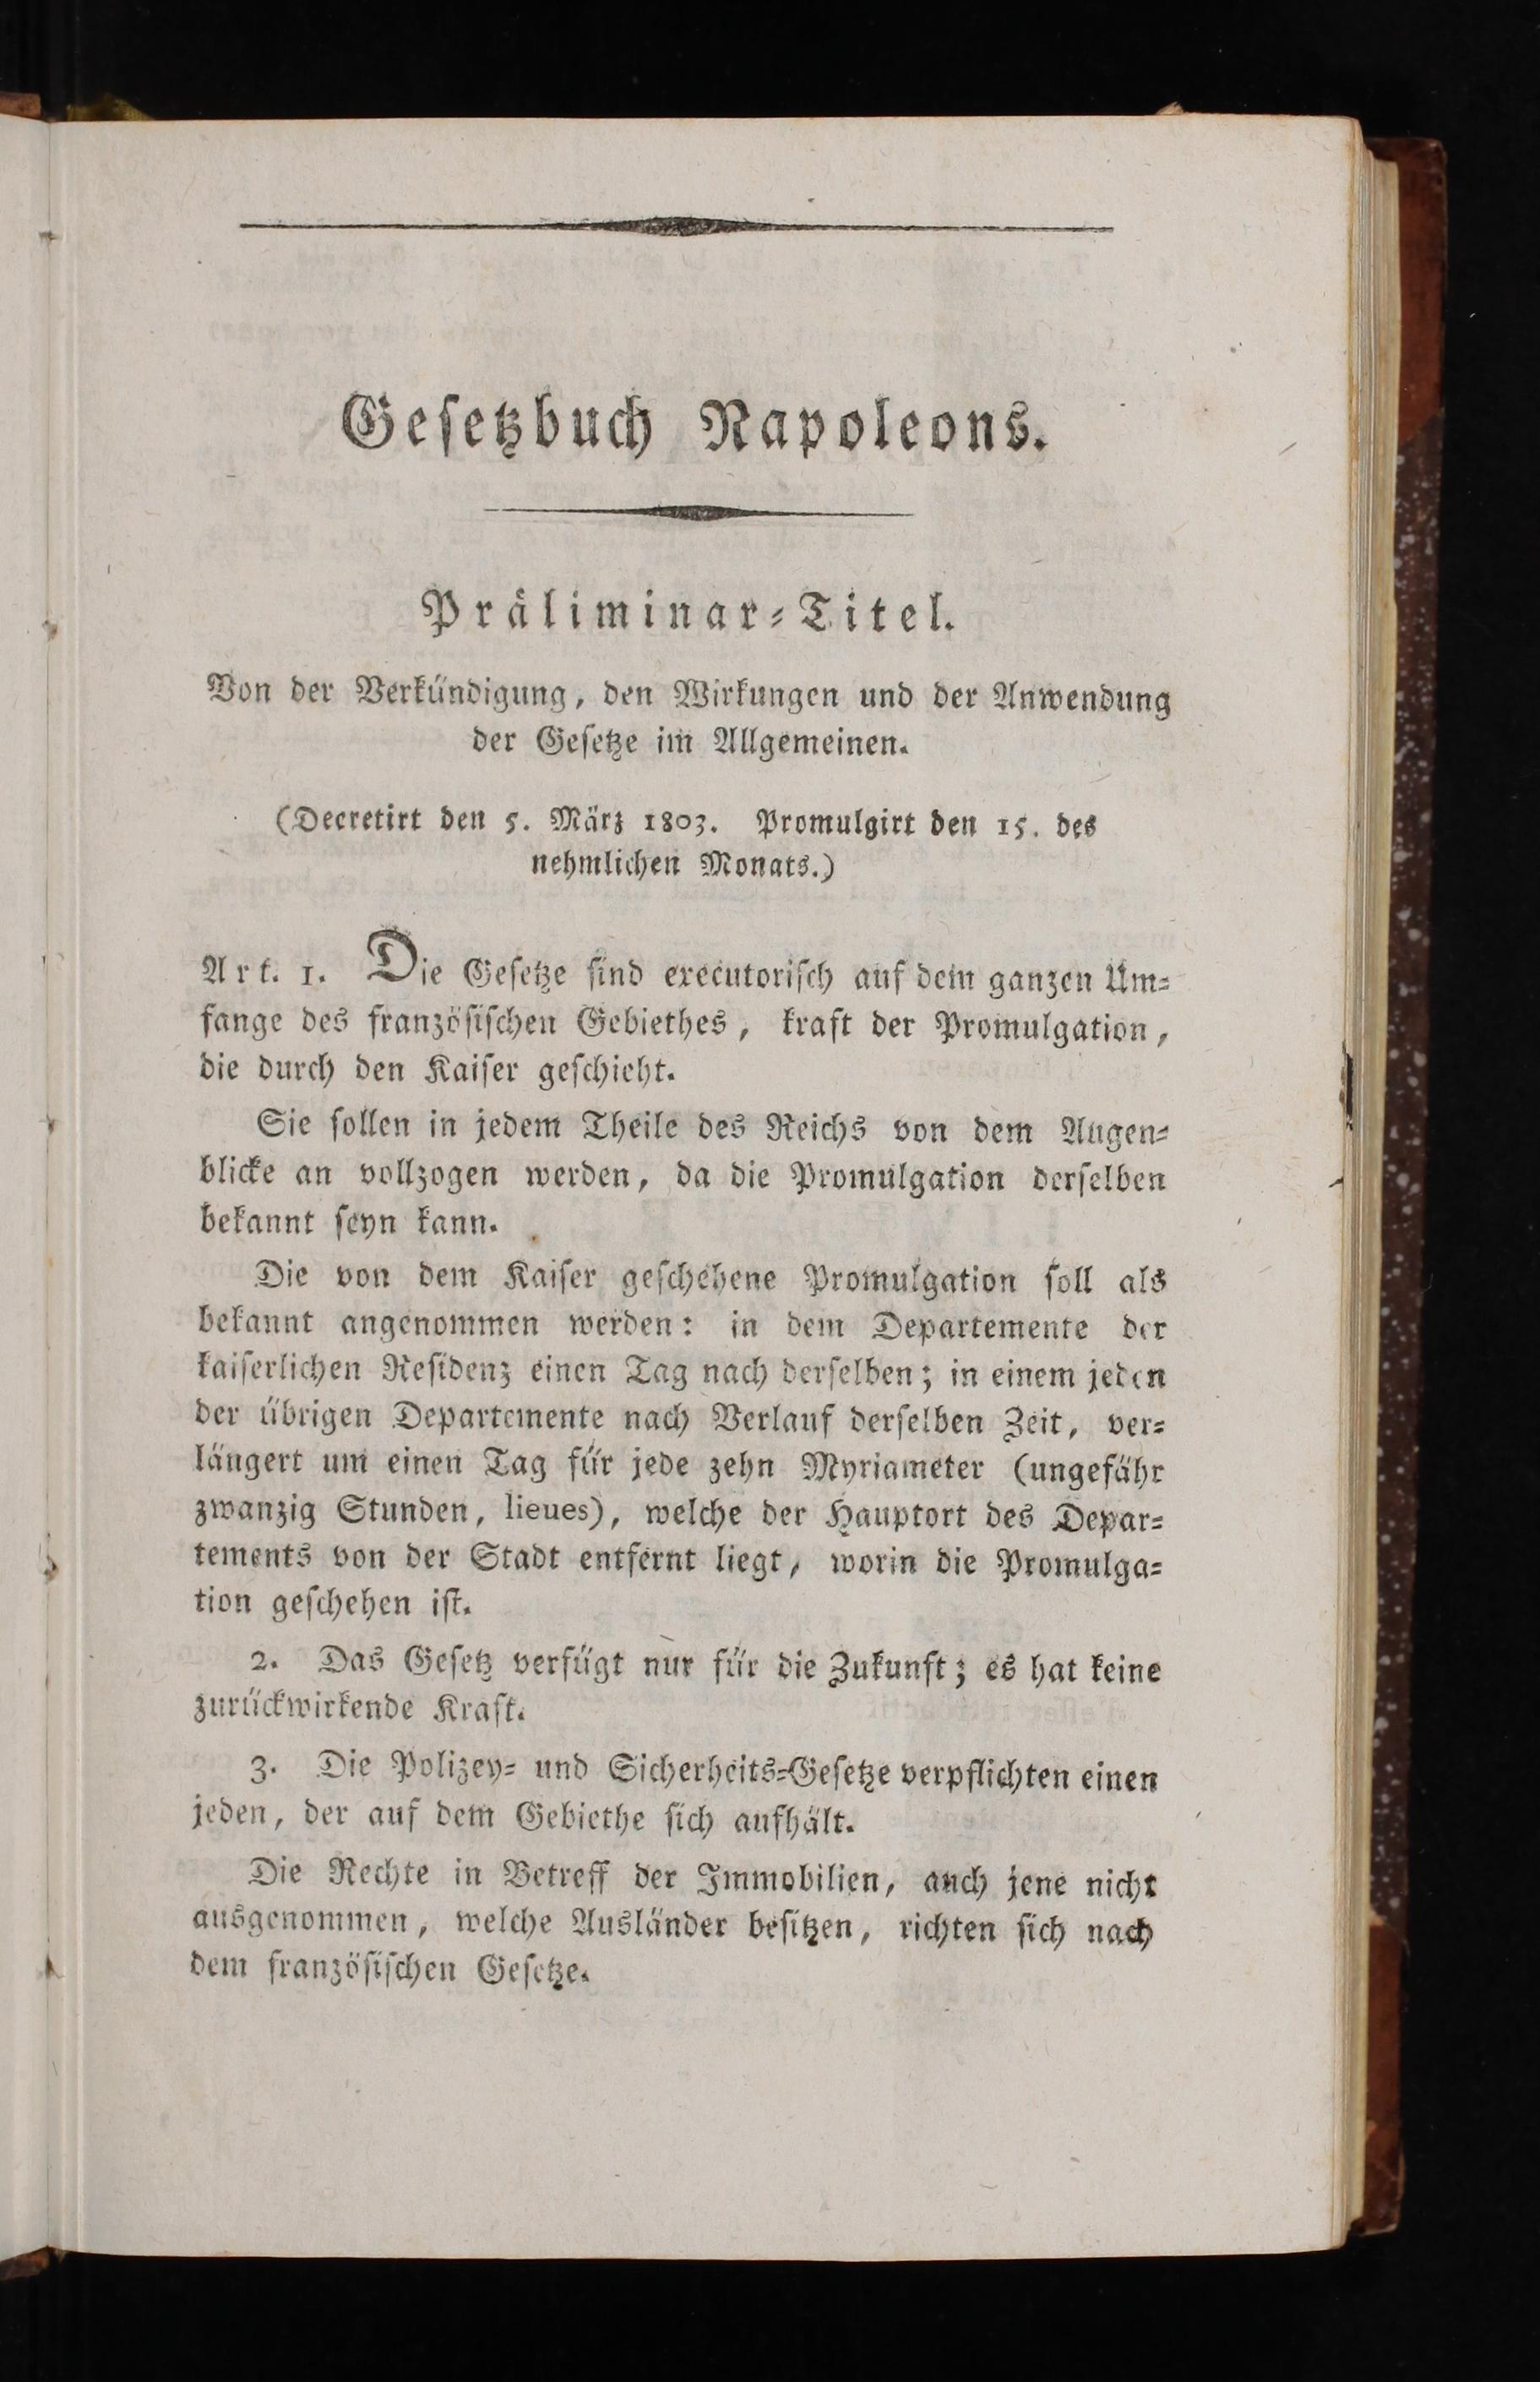 Gesetzbuch Napoleons.
Präliminar-Titel.
Von der Verkündigung, den Wirkungen und der Anwendung
der Gesetze im Allgemeinen.
(Decretirt den 5. März 1803. Promulgirt den 15. des
nehmlichen Monats.)
Art. 1. Die Gesetze sind executorisch auf dem ganzen Um-
fange des französischen Gebiethes, kraft der Promulgation,
die durch den Kaiser geschieht.
Sie sollen in jedem Theile des Reichs von dem Augen-
blicke an vollzogen werden, da die Promulgation derselben
bekannt seyn kann.
Die von dem Kaiser geschehene Promulgation soll als
bekannt angenommen werden: in dem Departemente der
kaiserlichen Residenz einen Tag nach derselben; in einem jeden
der übrigen Departemente nach Verlauf derselben Zeit, ver-
längert um einen Tag für jede zehn Myriameter (ungefähr
zwanzig Stunden, lieues), welche der Hauptort des Depar-
tements von der Stadt entfernt liegt, worin die Promulga-
tion geschehen ist.
2. Das Gesetz verfügt nur für die Zukunft; es hat keine
zurückwirkende Kraft.
3. Die Polizey- und Sicherheits-Gesetze verpflichten einen
jeden, der auf dem Gebiethe sich aufhält.
Die Rechte in Betreff der Immobilien, auch jene nicht
ausgenommen, welche Ausländer besitzen, richten sich nach
dem französischen Gesetze.